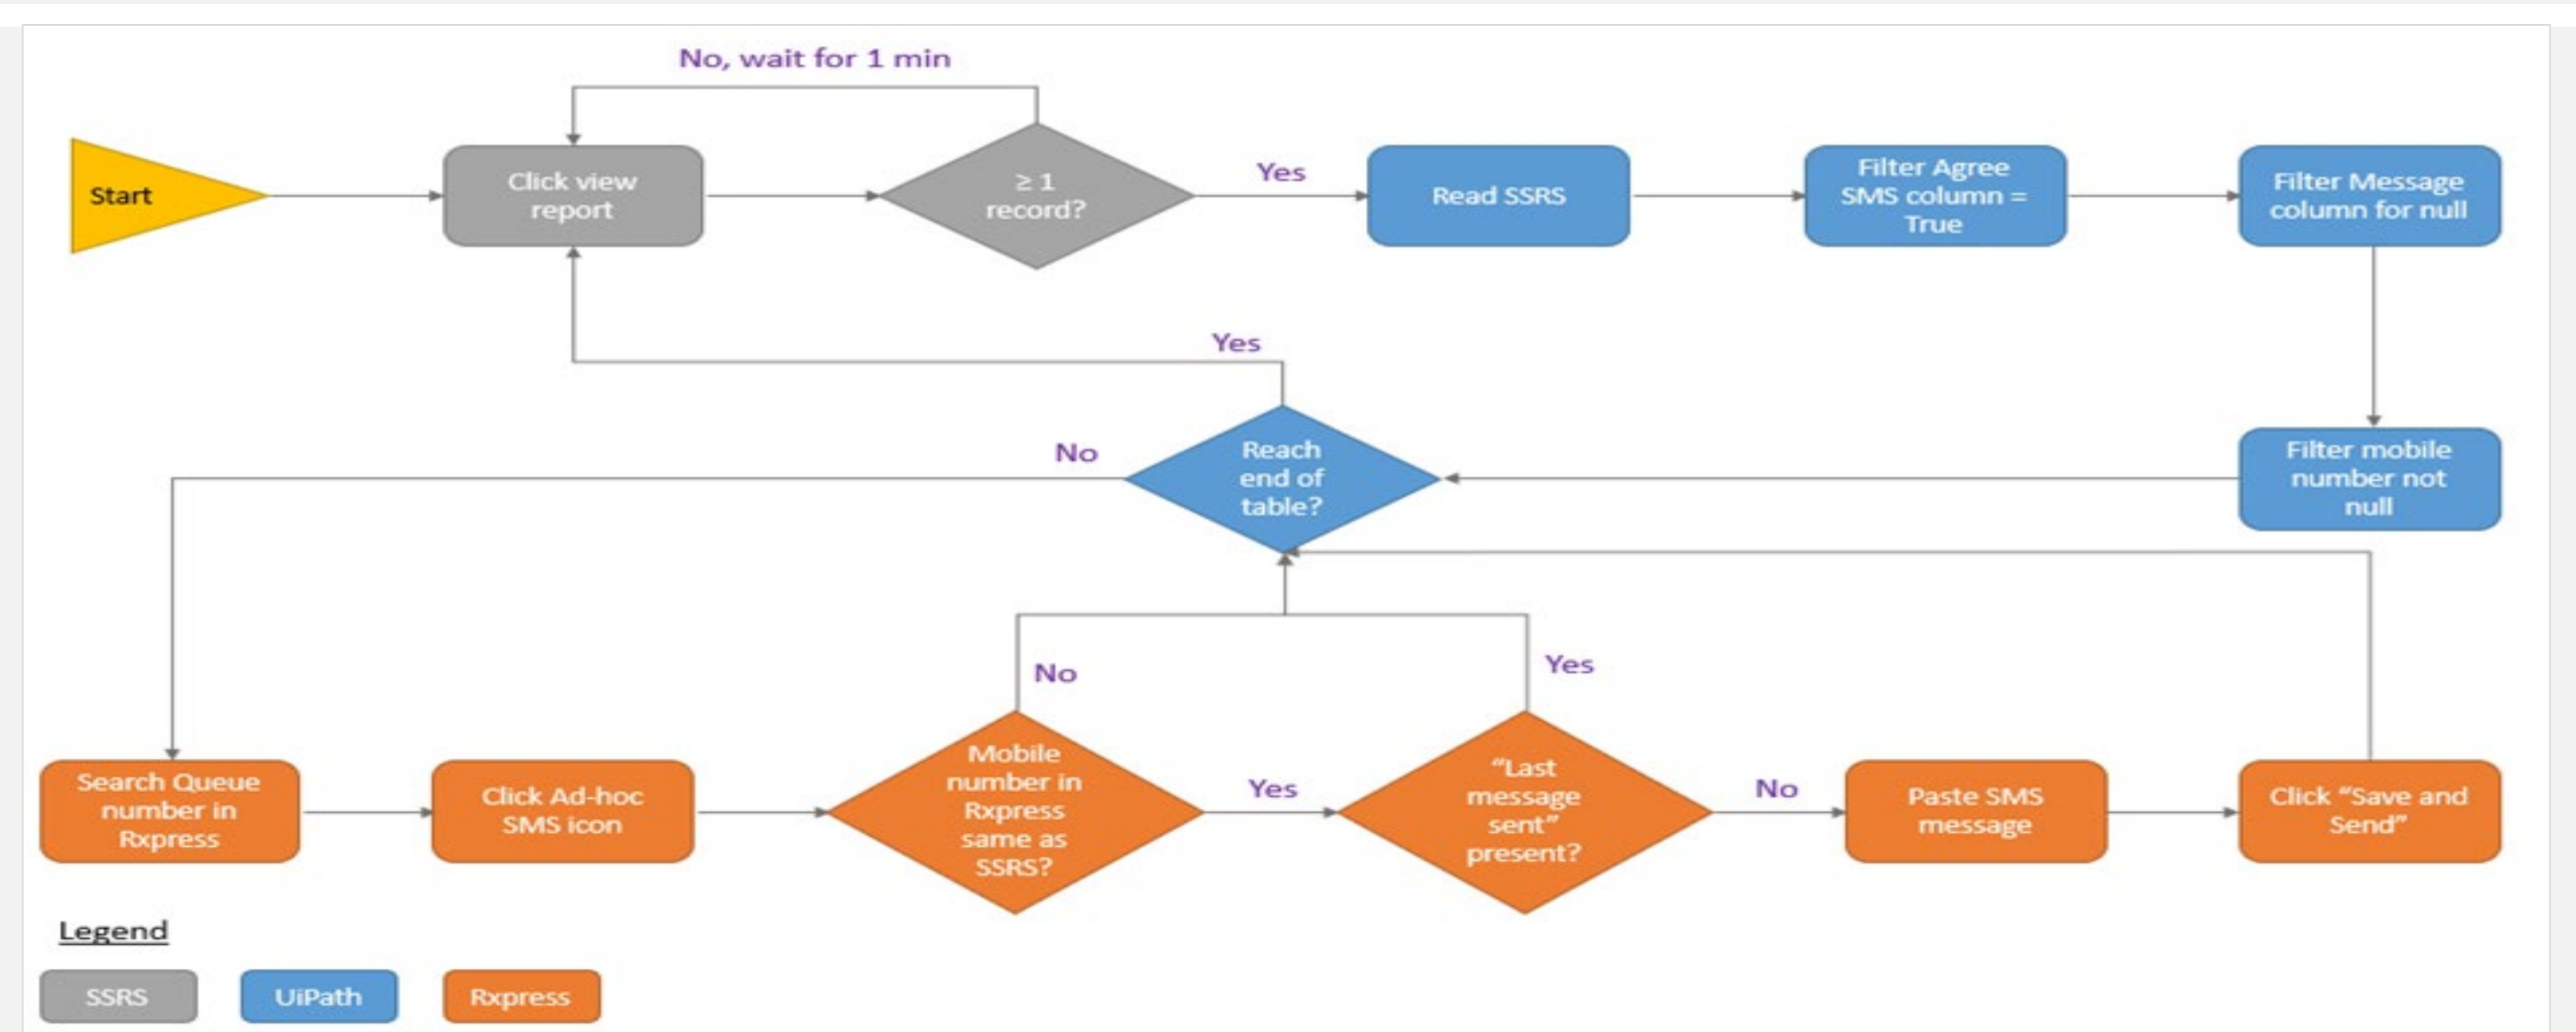 No, wait for 1 min
Start
Click view
report
≥ 1
record?
Yes
Read SSRS
Filter Agree
SMS column =
True
Filter Message
column for null
Yes
No
Reach
end of
table?
Filter mobile
number not
null
No
Yes
Search Queue
number in
Rxpress
Click Ad-hoc
SMS icon
Mobile
number in
Rxpress
same as
SSRS?
Yes
“Last
message
sent”
present?
No
Paste SMS
message
Click “Save and
Send”
Legend
SSRS
UiPath
Rxpress